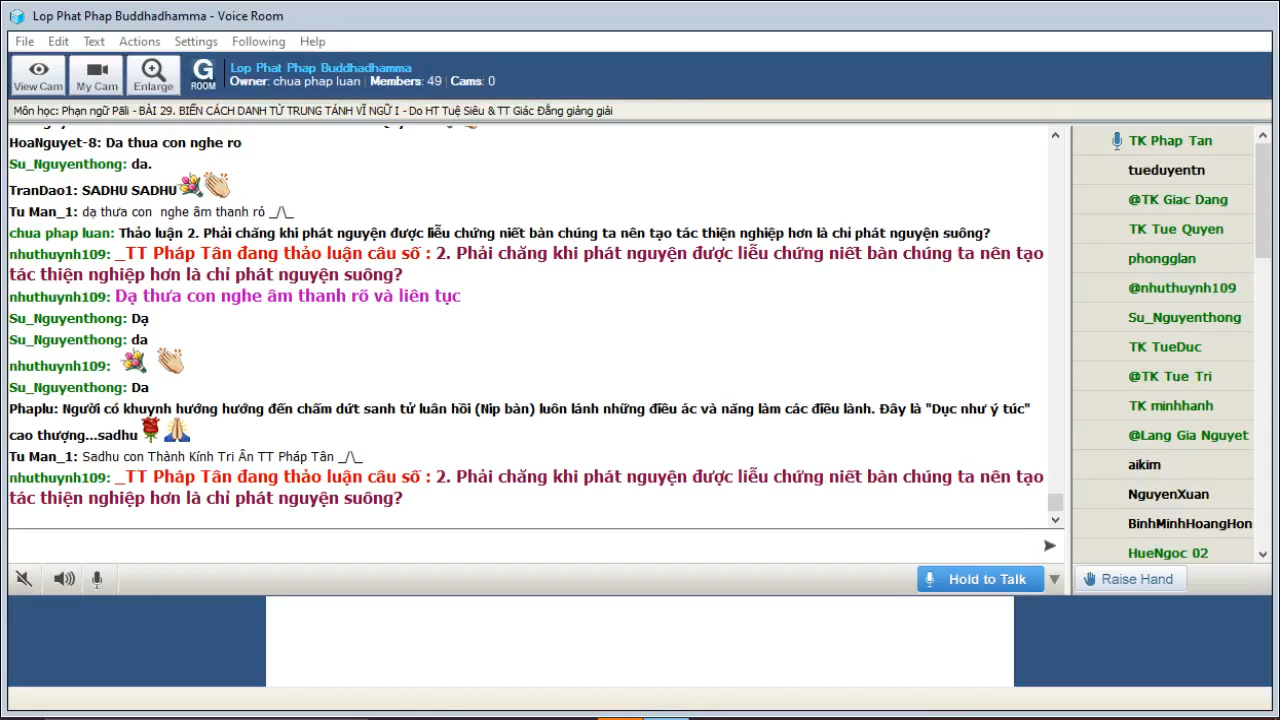 Lop Phat Phap Buddhadhamma - Voice Room
File Edit Text Actions Settings Following Help
View Cam My Cam Enlarge G ROOM
Lop Phat Phap Buddhadhamma
Owner: chua phap luan | Members: 49 | Cams: 0
Môn học: Phạn ngữ Pāli - BÀI 29. BIẾN CÁCH DANH TỪ TRUNG TÁNH VĨ NGỮ I - Do HT Tuệ Siêu & TT Giác Đẳng giảng giải
HoaNguyet-8: Da thua con nghe ro
Su_Nguyenthong: da.
TranDao1: SADHU SADHU
Tu Man_1: dạ thưa con nghe âm thanh rỏ _/\_
chua phap luan: Thảo luận 2. Phải chăng khi phát nguyện được liễu chứng niết bàn chúng ta nên tạo tác thiện nghiệp hơn là chỉ phát nguyện suông?
nhuthuynh109: _TT Pháp Tân đang thảo luận câu số : 2. Phải chăng khi phát nguyện được liễu chứng niết bàn chúng ta nên tạo
tác thiện nghiệp hơn là chỉ phát nguyện suông?
nhuthuynh109: Dạ thưa con nghe âm thanh rõ và liên tục
Su_Nguyenthong: Dạ
Su_Nguyenthong: da
nhuthuynh109:
Su_Nguyenthong: Da
Phaplu: Người có khuynh hướng hướng đến chấm dứt sanh tử luân hồi (Nip bàn) luôn lánh những điều ác và năng làm các điều lành. Đây là "Dục như ý túc"
cao thượng...sadhu
Tu Man_1: Sadhu con Thành Kính Tri Ân TT Pháp Tân _/\_
nhuthuynh109: _TT Pháp Tân đang thảo luận câu số : 2. Phải chăng khi phát nguyện được liễu chứng niết bàn chúng ta nên tạo
tác thiện nghiệp hơn là chỉ phát nguyện suông?
Hold to Talk
TK Phap Tan
tueduyentn
@TK Giac Dang
TK Tue Quyen
phongglan
@nhuthuynh109
Su_Nguyenthong
TK TueDuc
@TK Tue Tri
TK minhhanh
@Lang Gia Nguyet
aikim
NguyenXuan
BinhMinhHoangHon
HueNgoc 02
Raise Hand